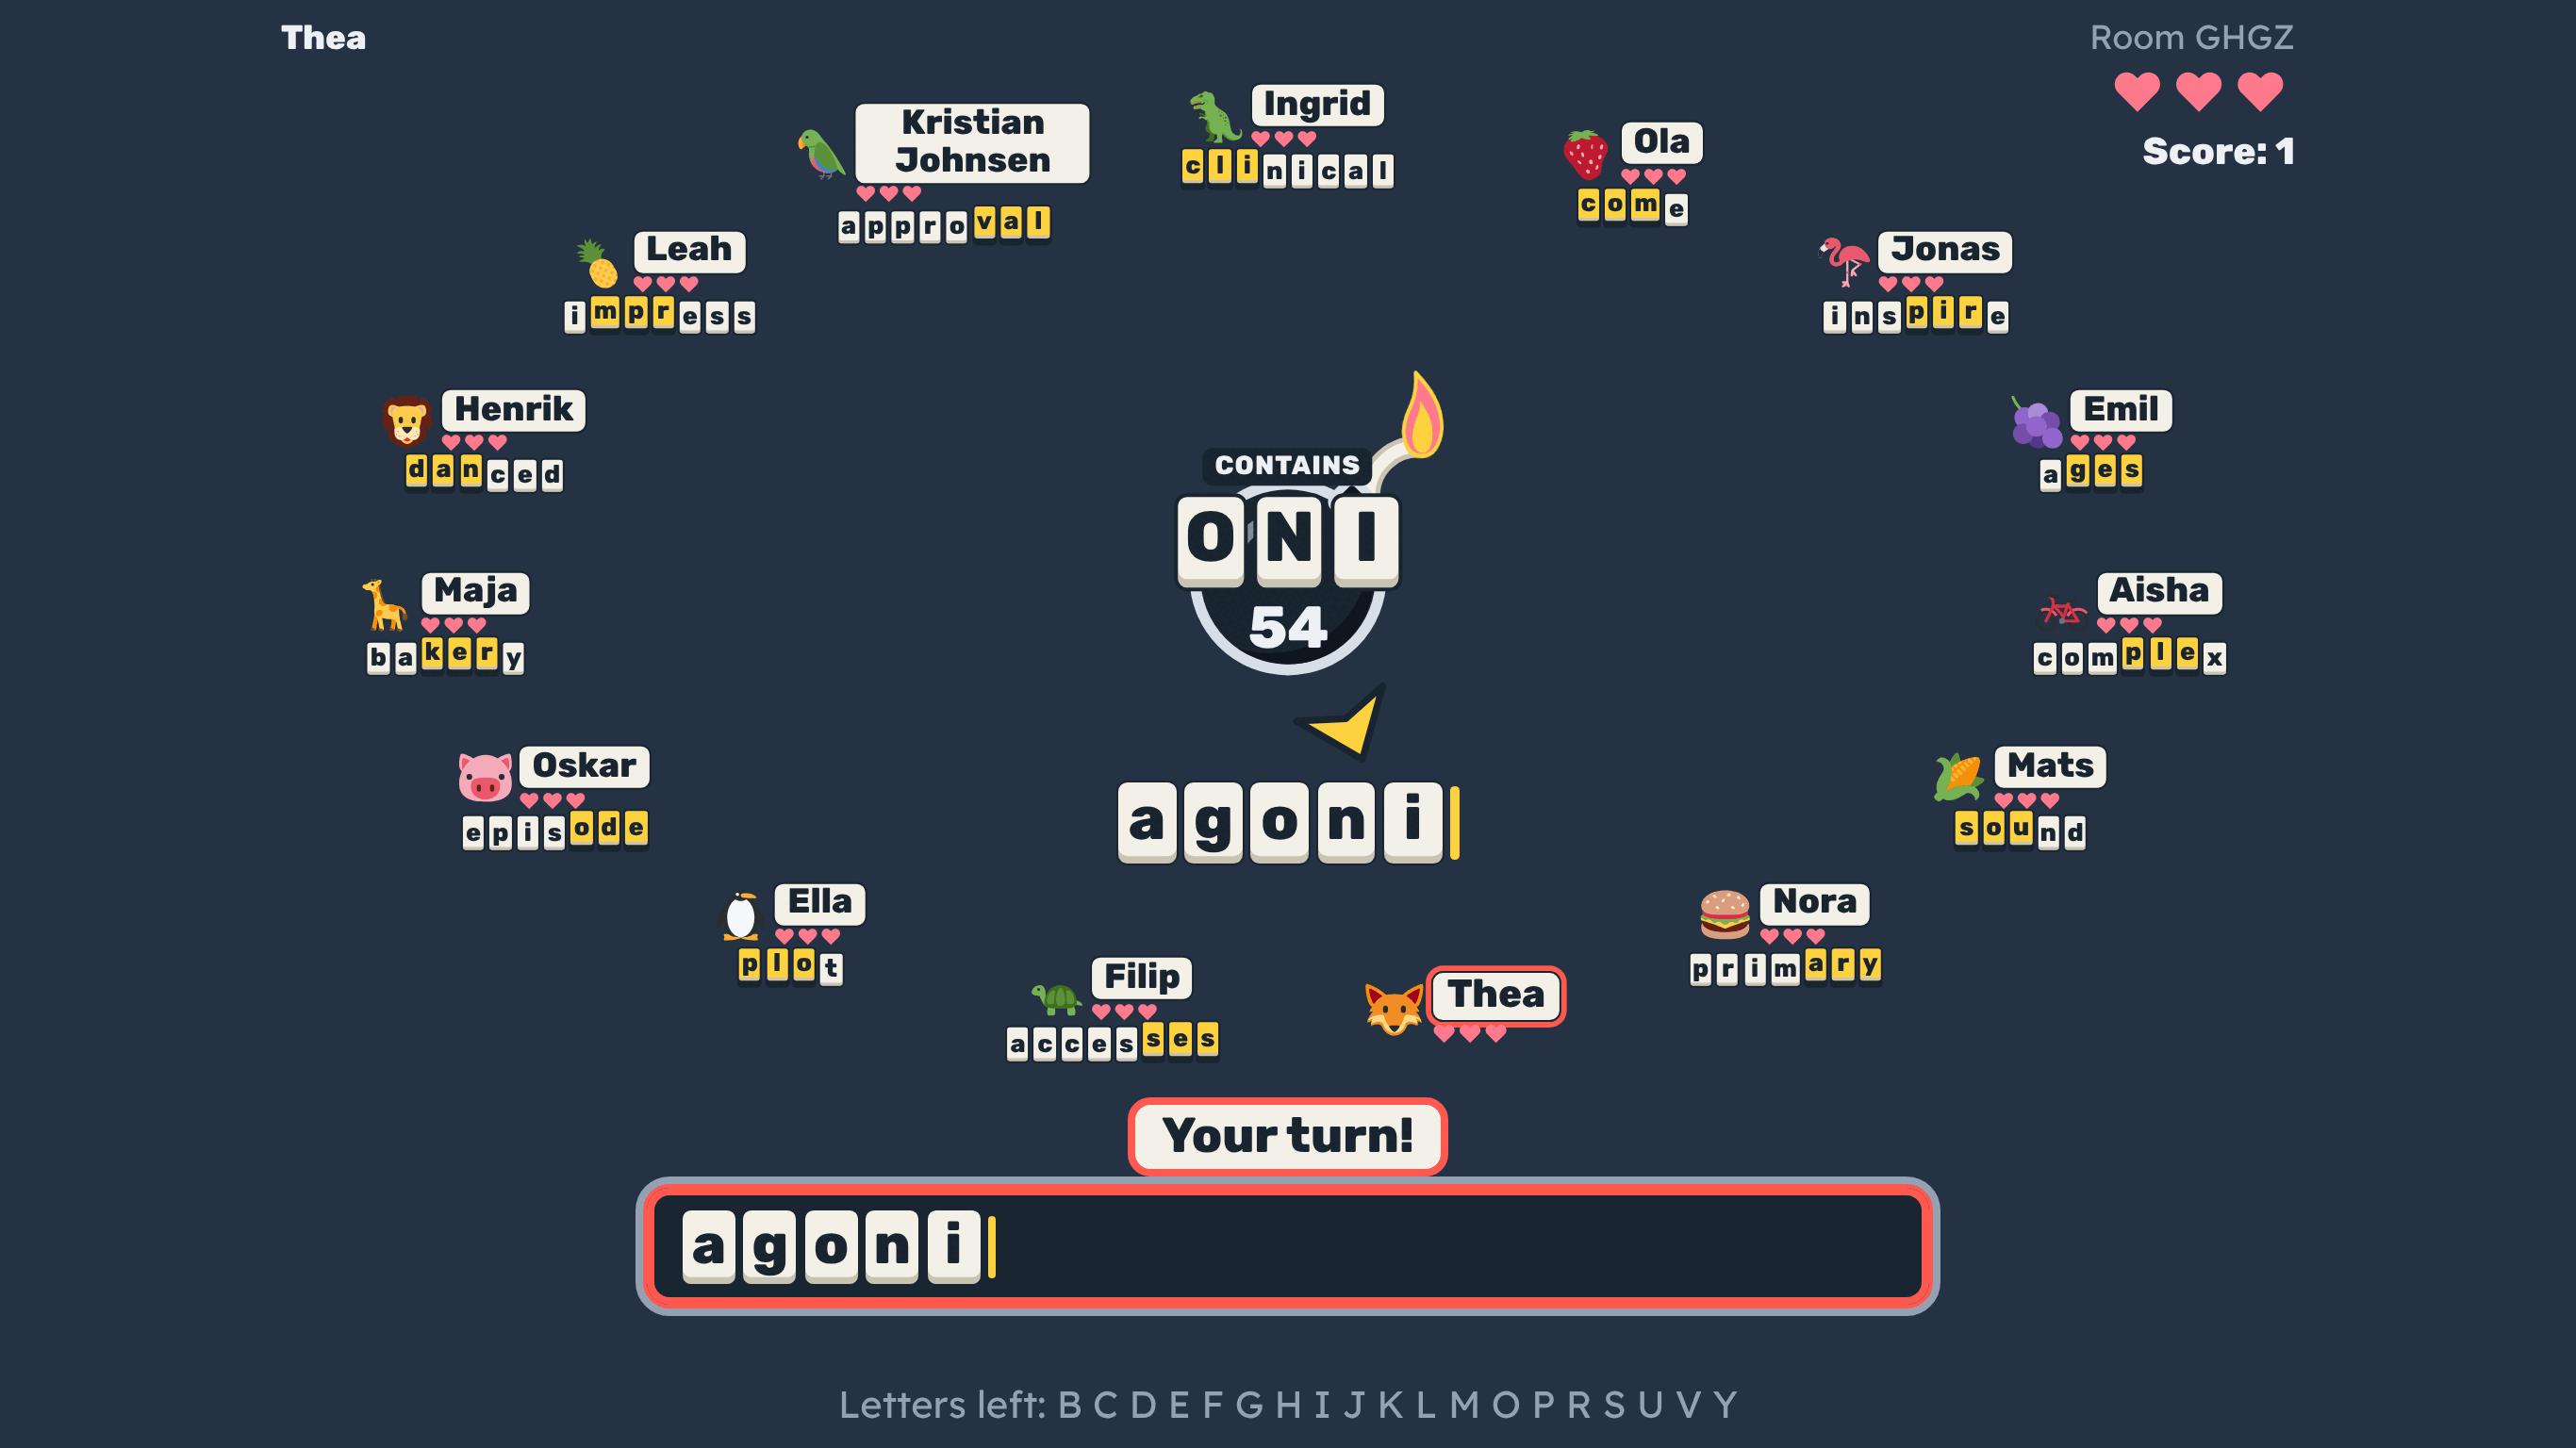 Thea
Room GHGZ
Score: 1
Kristian
Johnsen
approval
Ingrid
clinical
Ola
come
Leah
impress
Jonas
inspire
Henrik
danced
Emil
ages
CONTAINS
ONI
54
Maja
bakery
Aisha
complex
Oskar
episode
Mats
sound
agoni
Ella
plot
Nora
primary
Filip
accesses
Thea
Your turn!
agoni
Letters left: B C D E F G H I J K L M O P R S U V Y